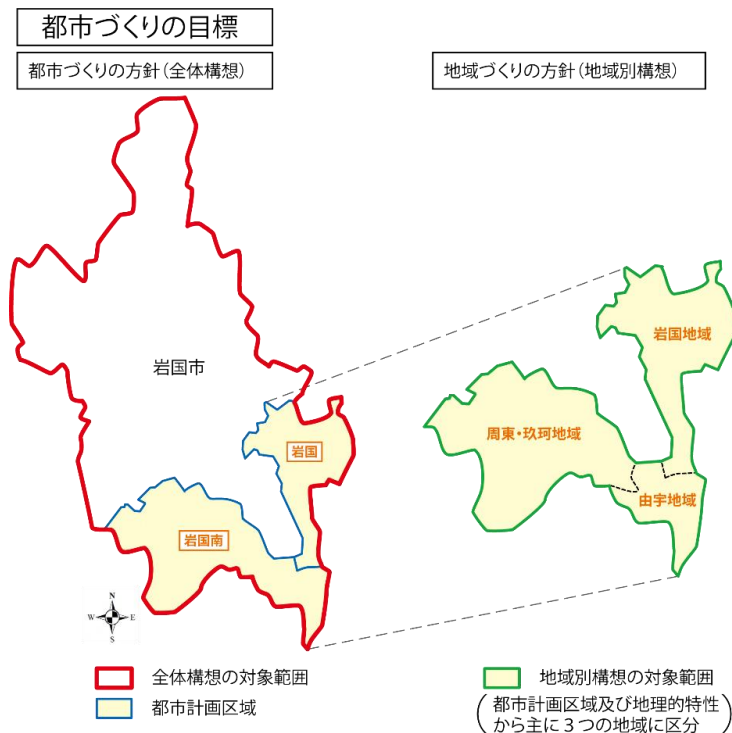 都市づくりの目標
都市づくりの方針(全体構想)
地域づくりの方針(地域別構想)
岩国市
岩国
岩国南
岩国地域
周東・玖珂地域
由宇地域
N
W
E
S
全体構想の対象範囲
都市計画区域
地域別構想の対象範囲
(都市計画区域及び地理的特性
から主に3つの地域に区分)